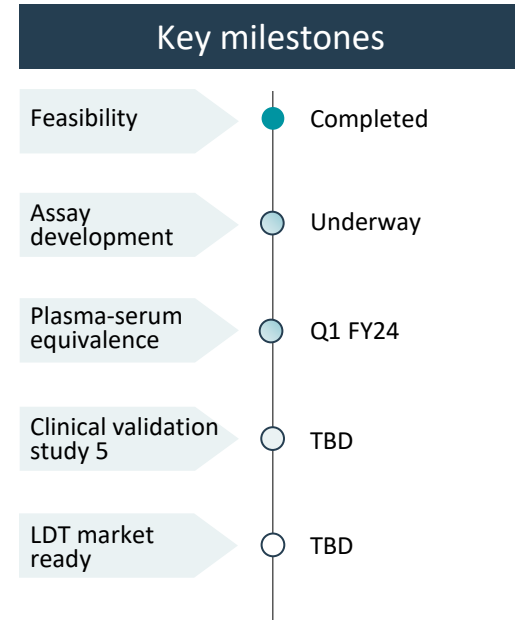 Key milestones
Feasibility
Completed
Assay
development
Underway
Plasma-serum
equivalence
Q1 FY24
Clinical validation
study 5
TBD
LDT market
ready
TBD